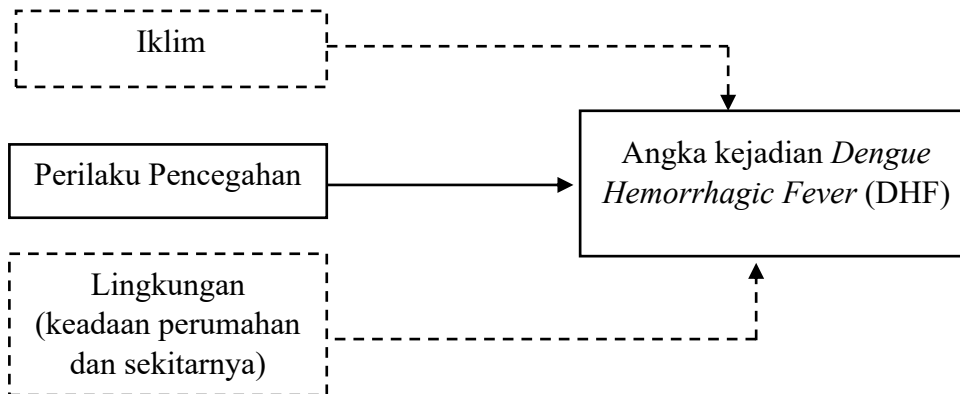 Iklim
Perilaku Pencegahan
Angka kejadian Dengue
Hemorrhagic Fever (DHF)
Lingkungan
(keadaan perumahan
dan sekitarnya)